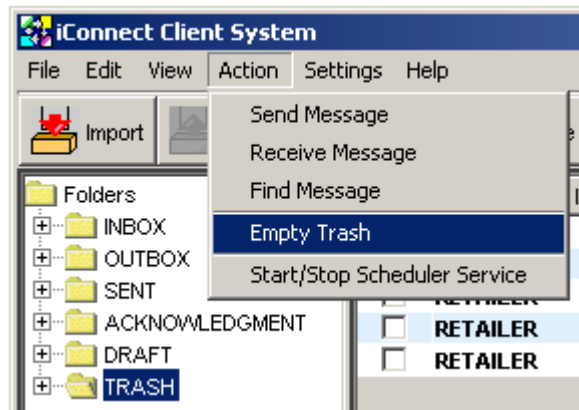 iConnect Client System
File Edit View Action Settings Help
Import
Send Message
Receive Message
Find Message
Empty Trash
Start/Stop Scheduler Service
Folders
INBOX
OUTBOX
SENT
ACKNOWLEDGMENT
DRAFT
TRASH
RETAILER
RETAILER
RETAILER